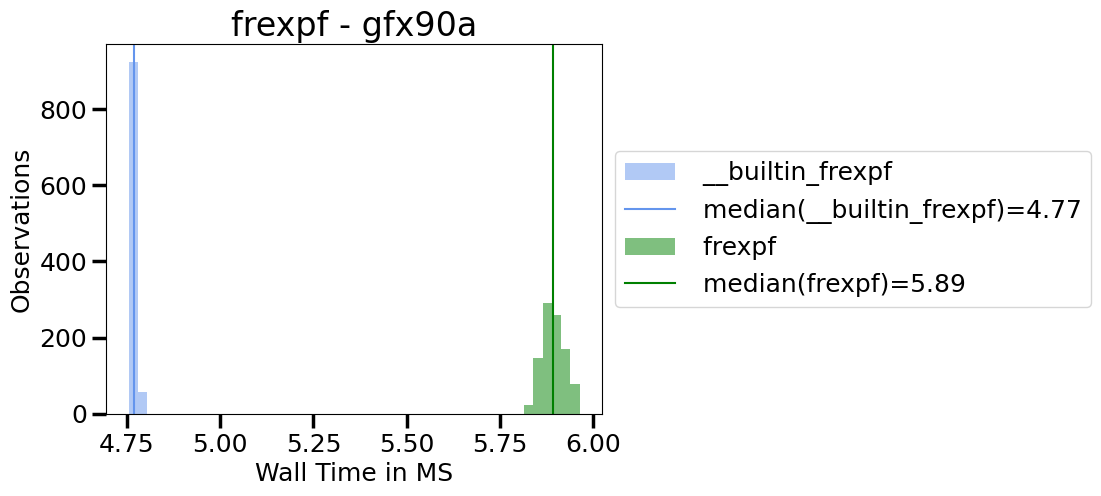 frexpf - gfx90a
Observations
800
600
400
200
0
4.75 5.00 5.25 5.50 5.75 6.00
Wall Time in MS
__builtin_frexpf
median(__builtin_frexpf)=4.77
frexpf
median(frexpf)=5.89